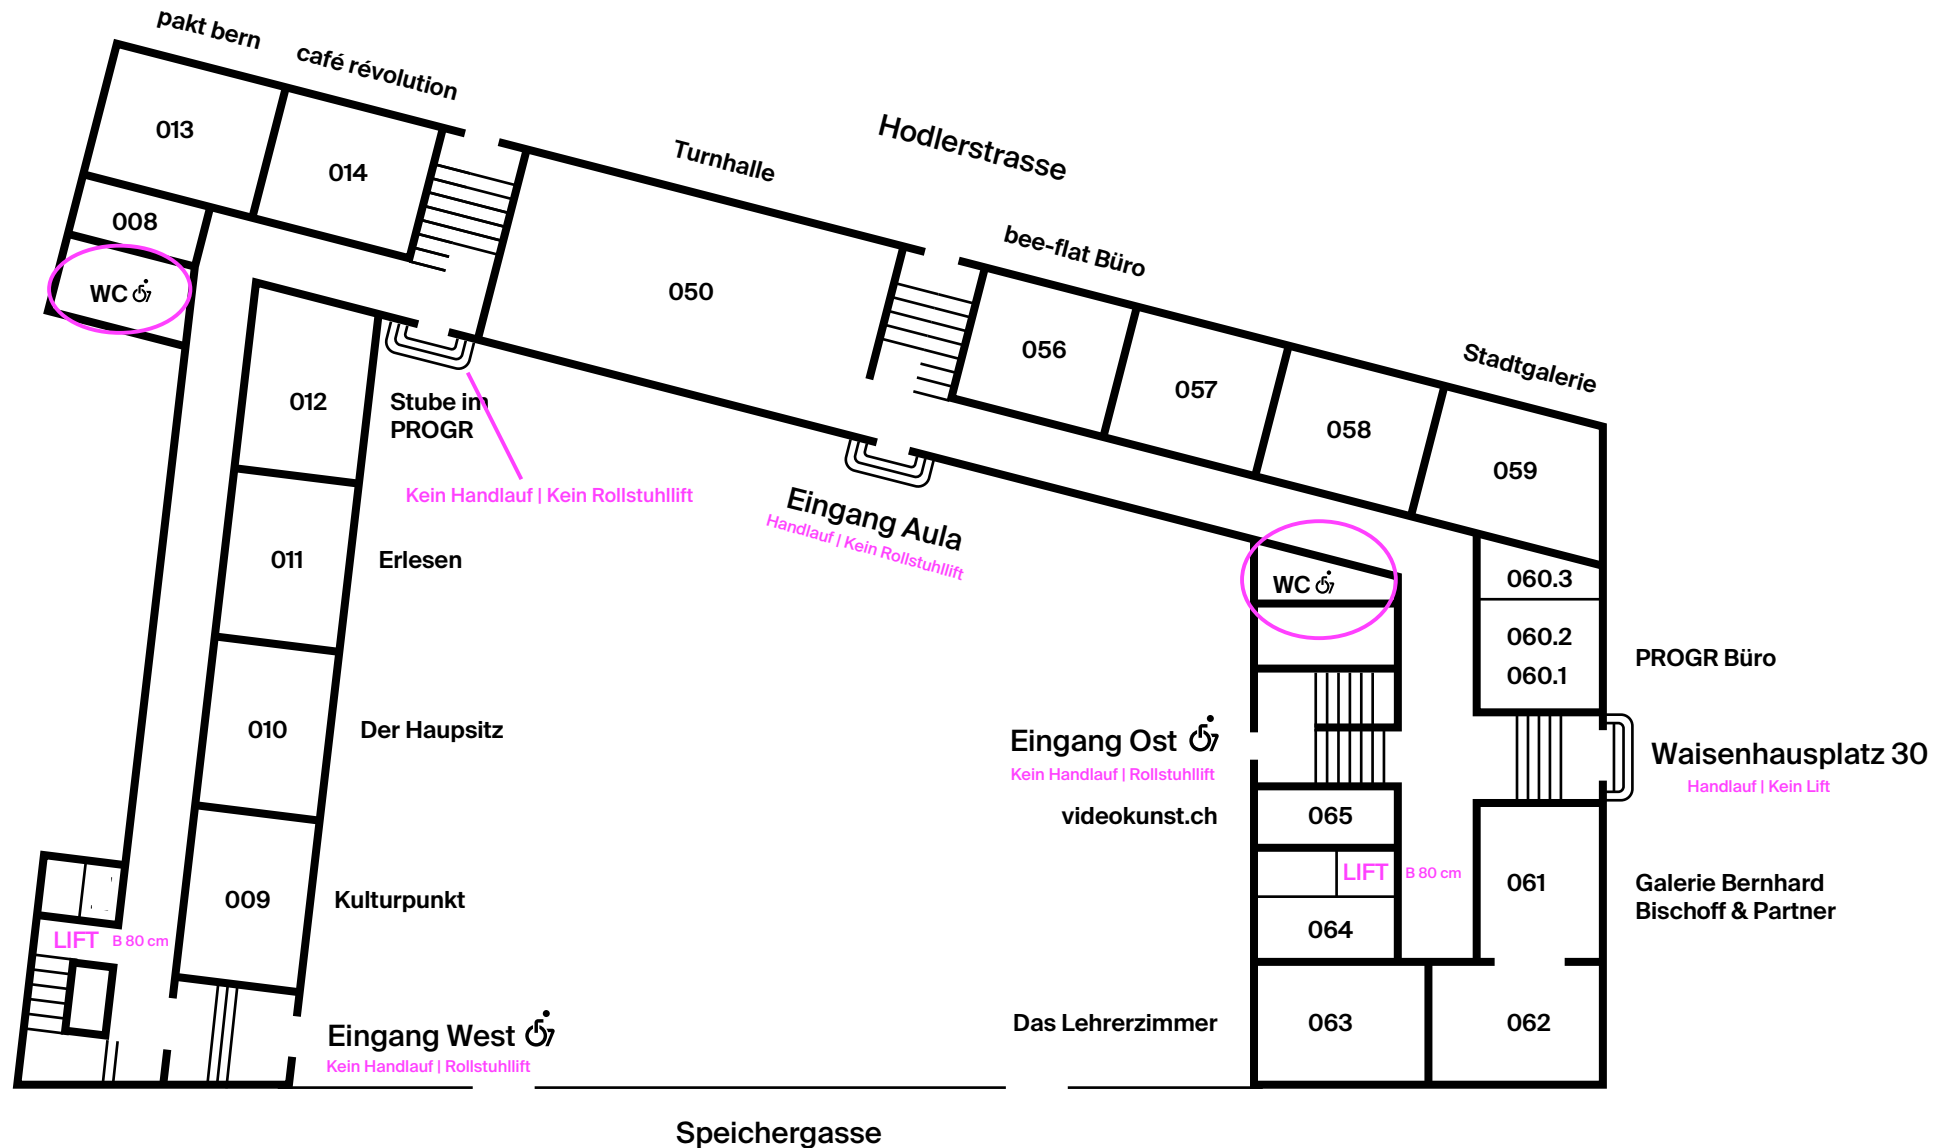 pakt bern
café révolution
Turnhalle
Hodlerstrasse
bee-flat Büro
Stadtgalerie
013
014
008
WC
050
056
057
058
059
012
Stube im
PROGR
Kein Handlauf | Kein Rollstuhllift
Eingang Aula
Handlauf | Kein Rollstuhllift
011
Erlesen
WC
060.3
060.2
060.1
PROGR Büro
010
Der Haupsitz
Eingang Ost
Kein Handlauf | Rollstuhllift
Waisenhausplatz 30
Handlauf | Kein Lift
videokunst.ch
065
LIFT B 80 cm
061
Galerie Bernhard
Bischoff & Partner
009
Kulturpunkt
064
LIFT B 80 cm
Das Lehrerzimmer
063
062
Eingang West
Kein Handlauf | Rollstuhllift
Speichergasse